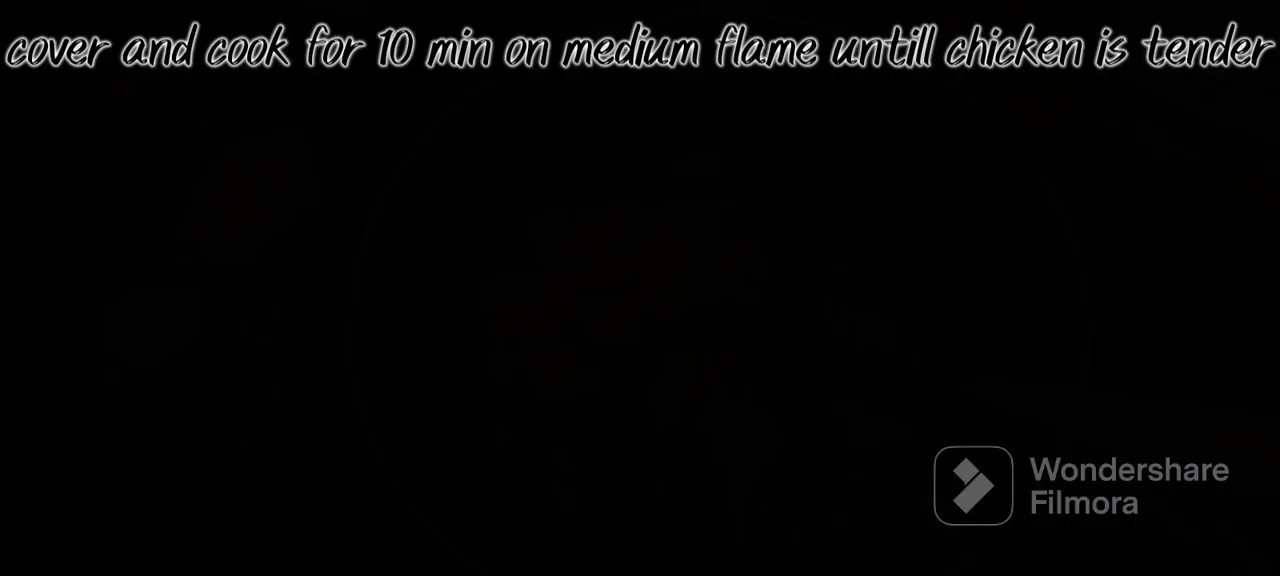 cover and cook for 10 min on medium flame untill chicken is tender
Wondershare
Filmora